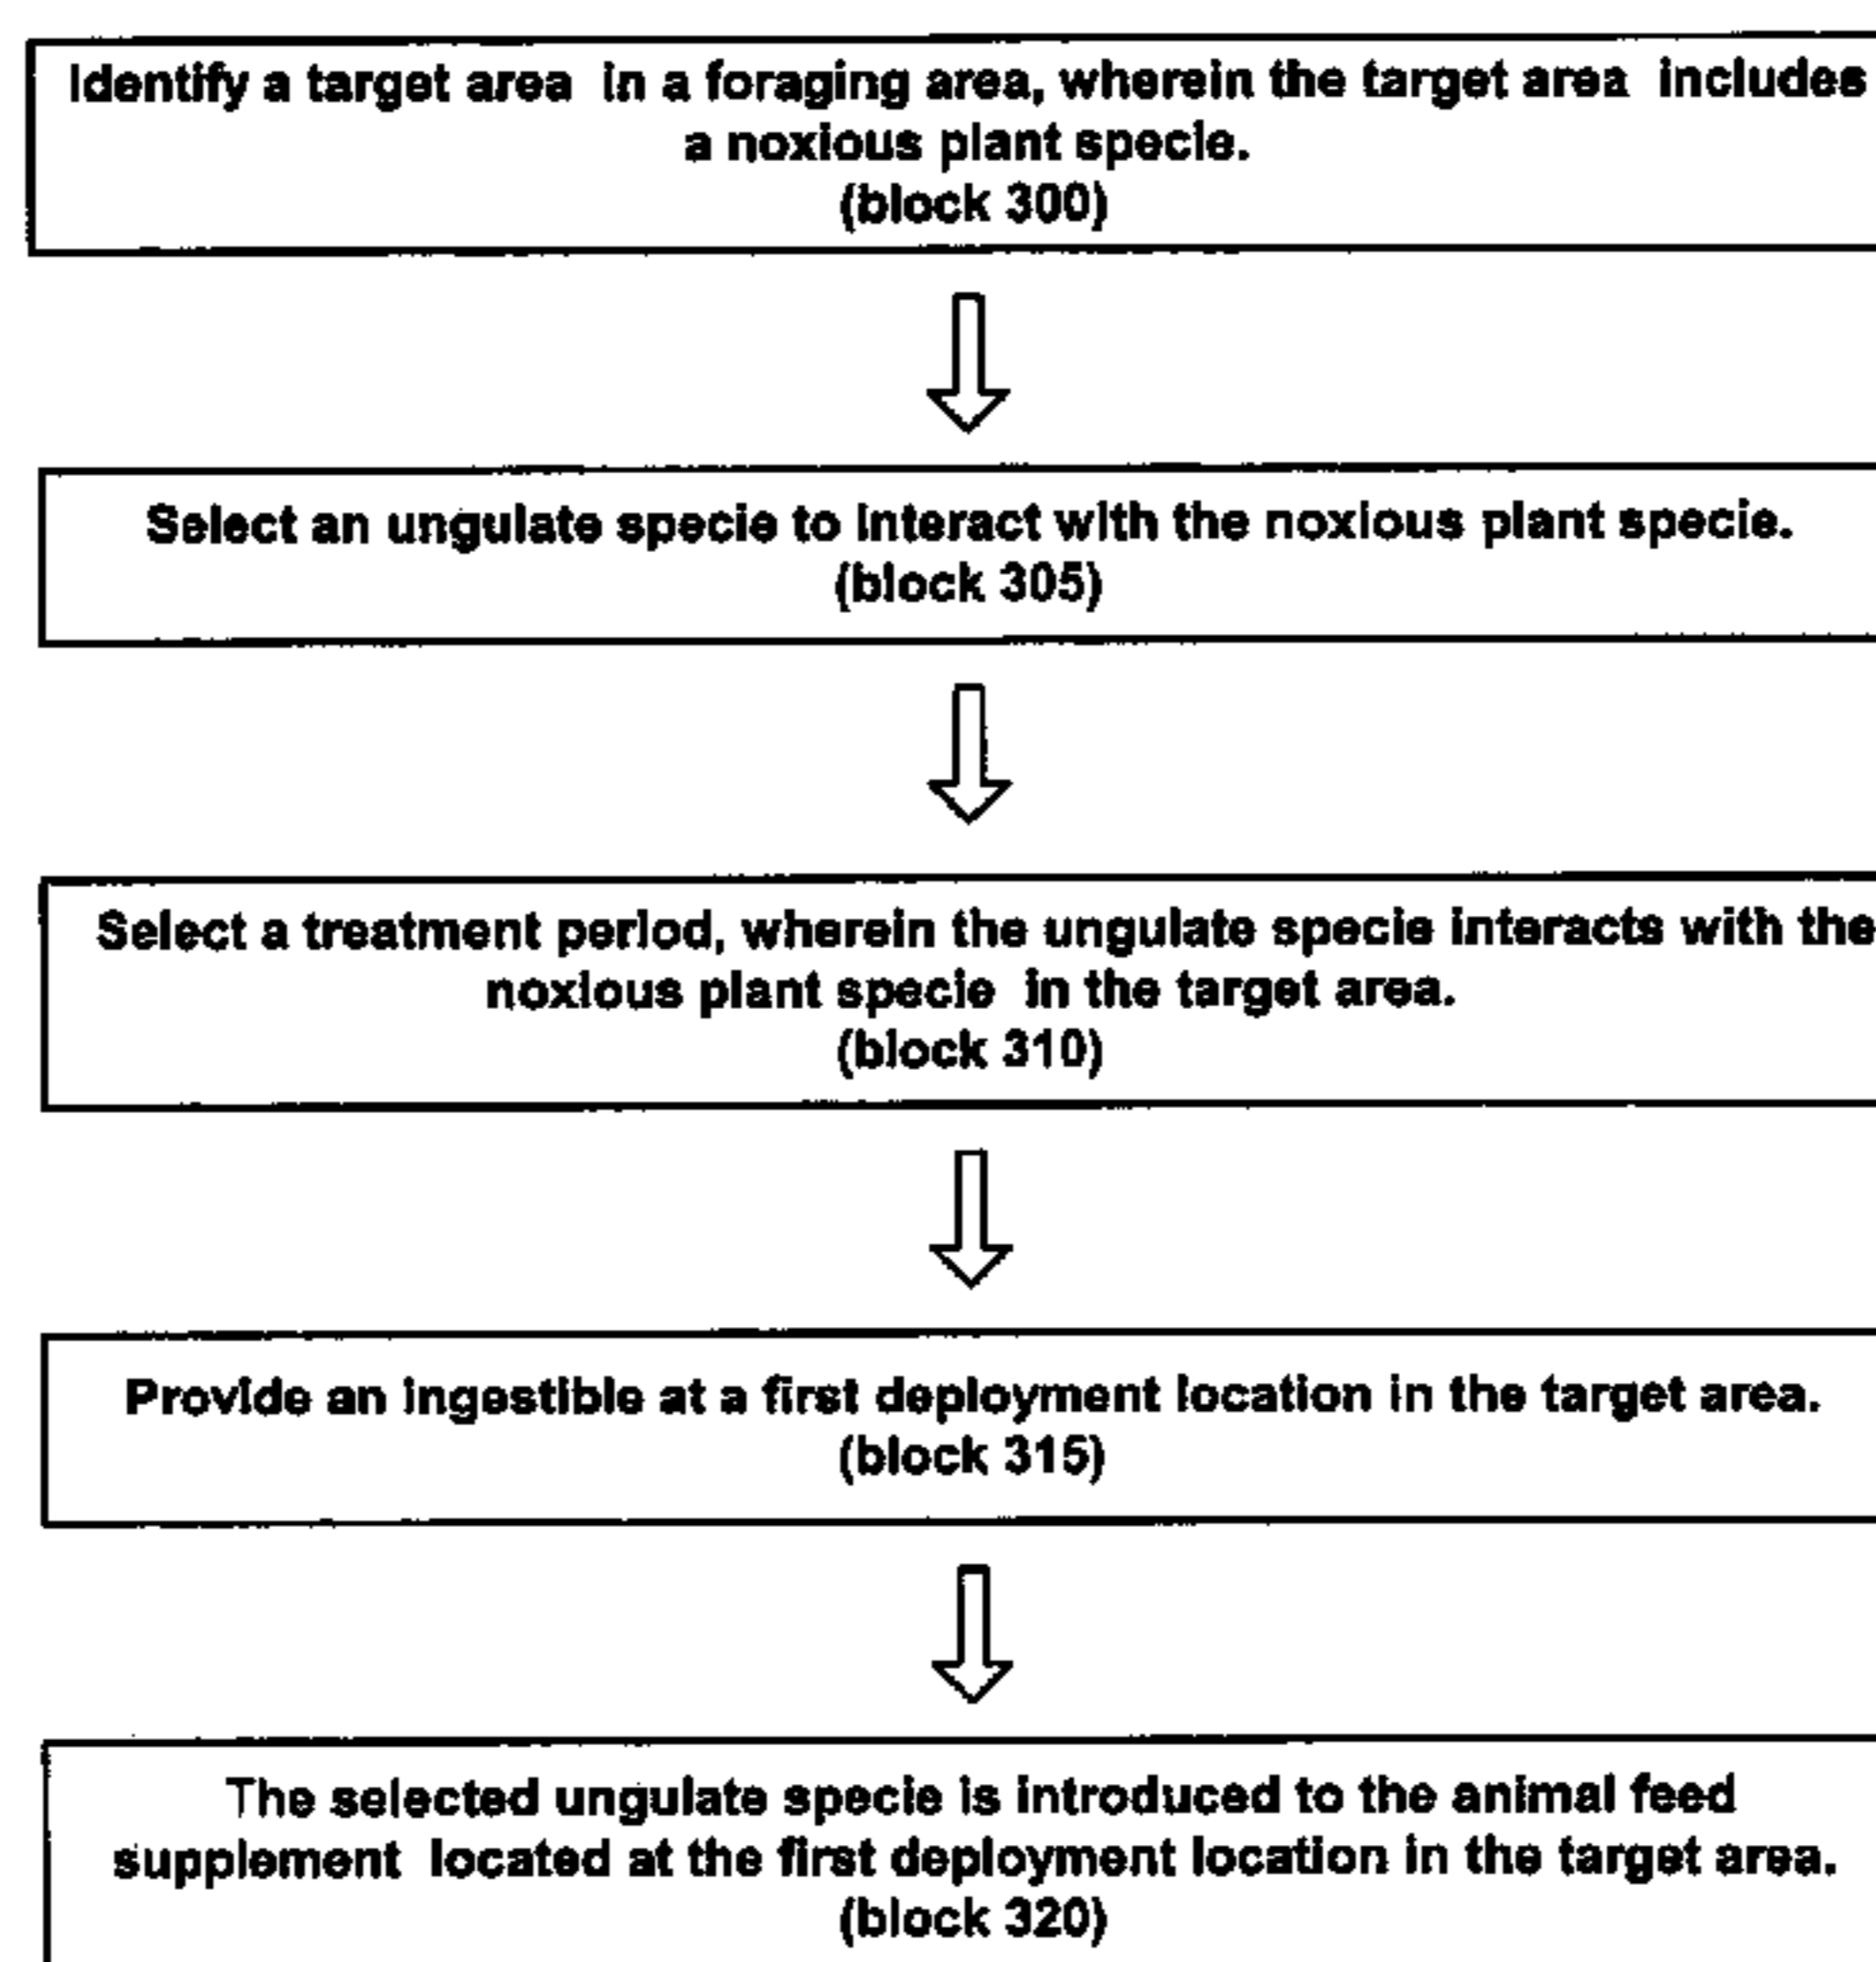 Identify a target area in a foraging area, wherein the target area includes
a noxious plant specie.
(block 300)
Select an ungulate specie to interact with the noxious plant specie.
(block 305)
Select a treatment period, wherein the ungulate specie interacts with the
noxious plant specie in the target area.
(block 310)
Provide an ingestible at a first deployment location in the target area.
(block 315)
The selected ungulate specie is introduced to the animal feed
supplement located at the first deployment location in the target area.
(block 320)